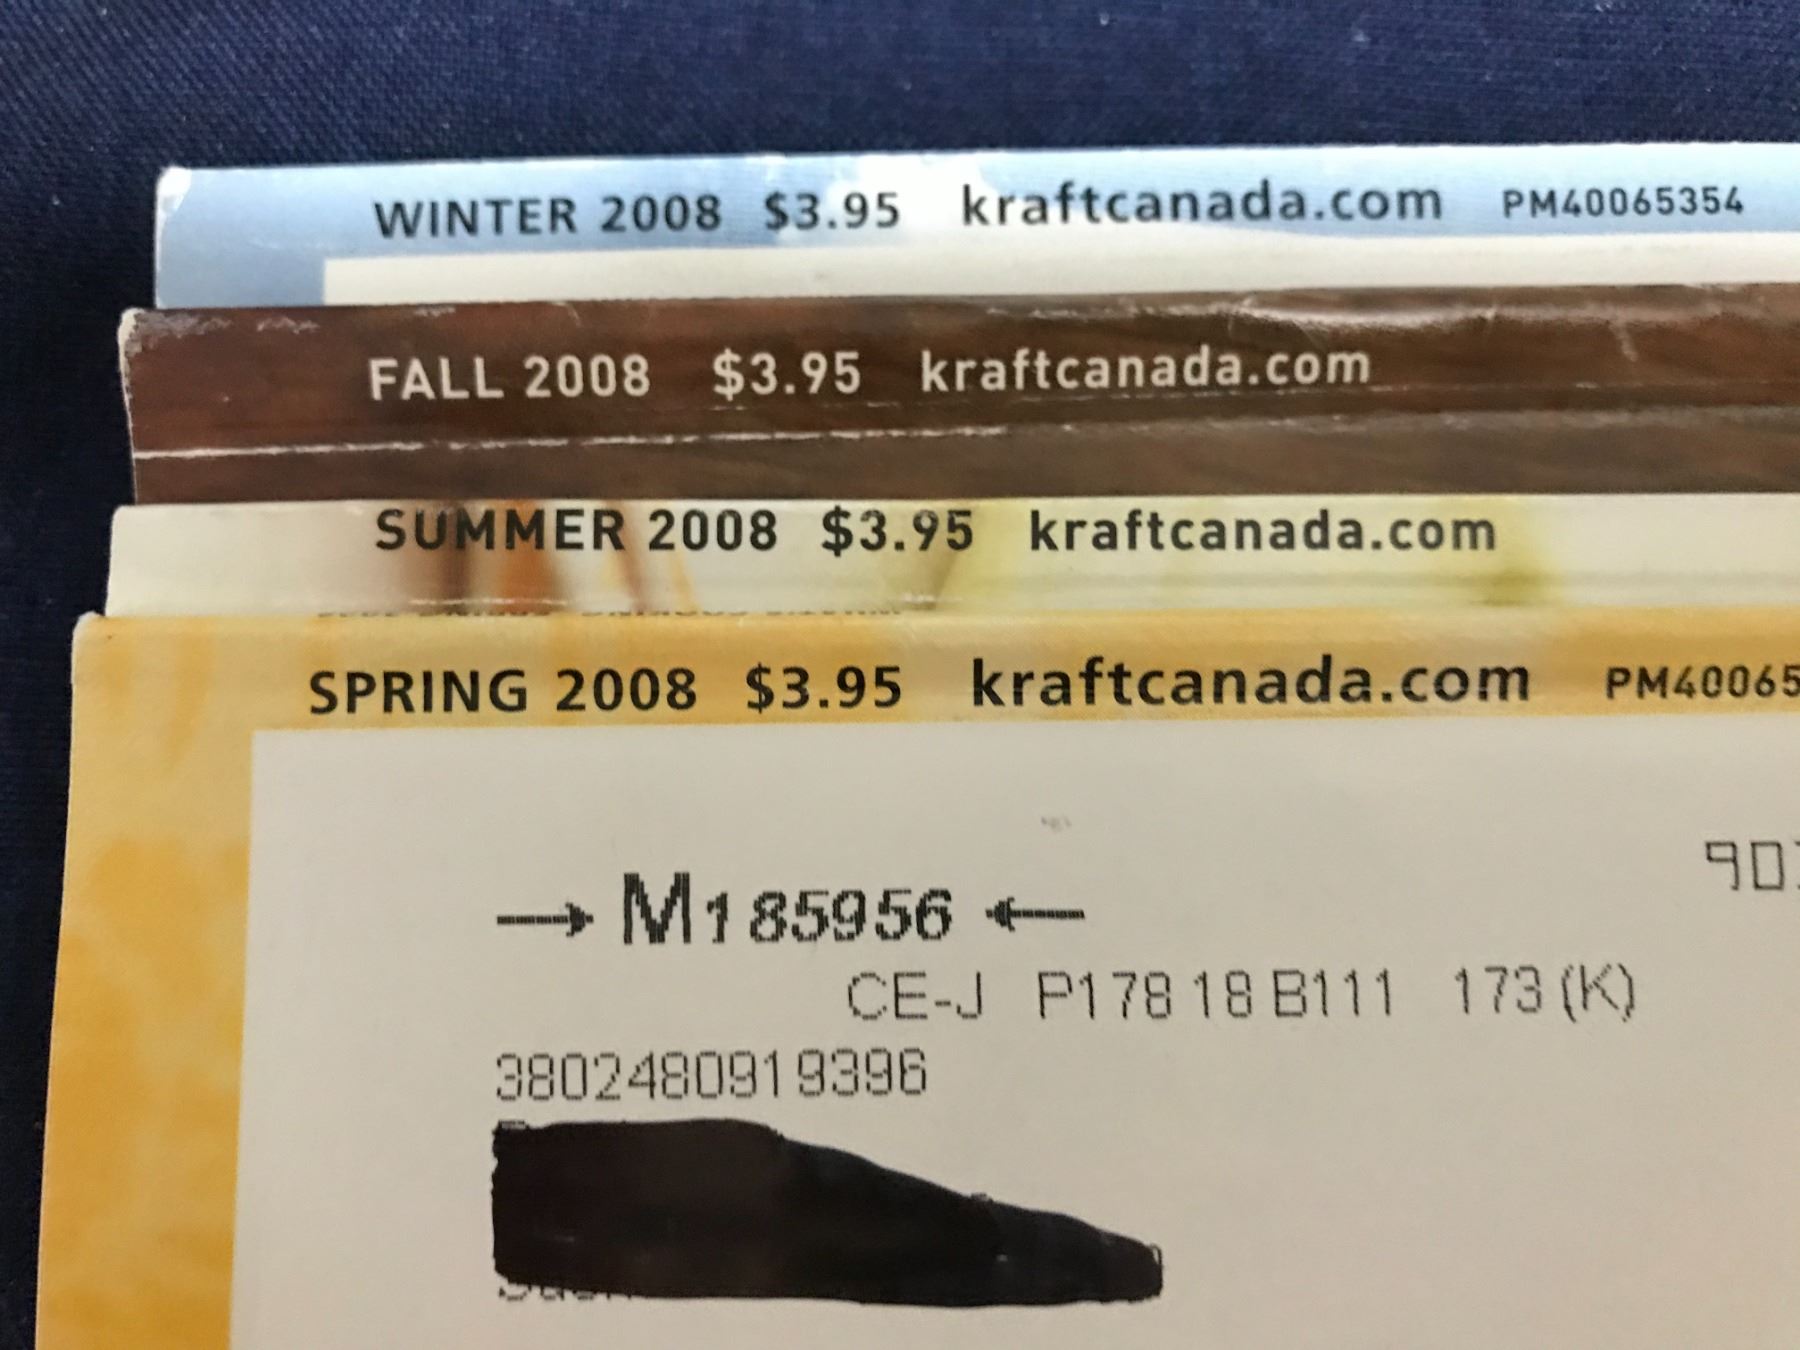 WINTER 2008 $3.95 kraftcanada.com PM40065354
FALL 2008 $3.95 kraftcanada.com
SUMMER 2008 $3.95 kraftcanada.com
SPRING 2008 $3.95 kraftcanada.com PM40065
→ M185956 ←
CE-J P178 18 B111 173 (K)
3802480919396